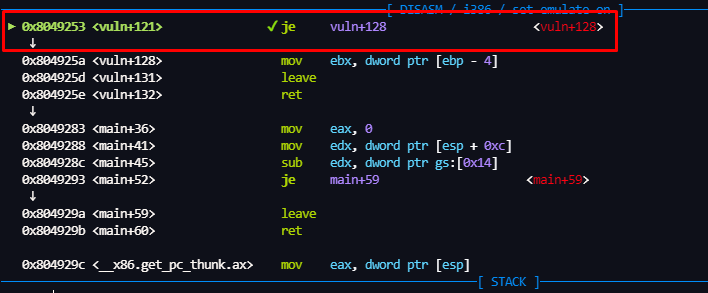 [ DISASM / i386 / set emulate on ]
► 0x8049253 <vuln+121> ✔ je vuln+128 <vuln+128>
↓
0x804925a <vuln+128> mov ebx, dword ptr [ebp - 4]
0x804925d <vuln+131> leave
0x804925e <vuln+132> ret
↓
0x8049283 <main+36> mov eax, 0
0x8049288 <main+41> mov edx, dword ptr [esp + 0xc]
0x804928c <main+45> sub edx, dword ptr gs:[0x14]
0x8049293 <main+52> je main+59 <main+59>
↓
0x804929a <main+59> leave
0x804929b <main+60> ret
0x804929c <__x86.get_pc_thunk.ax> mov eax, dword ptr [esp]
[ STACK ]